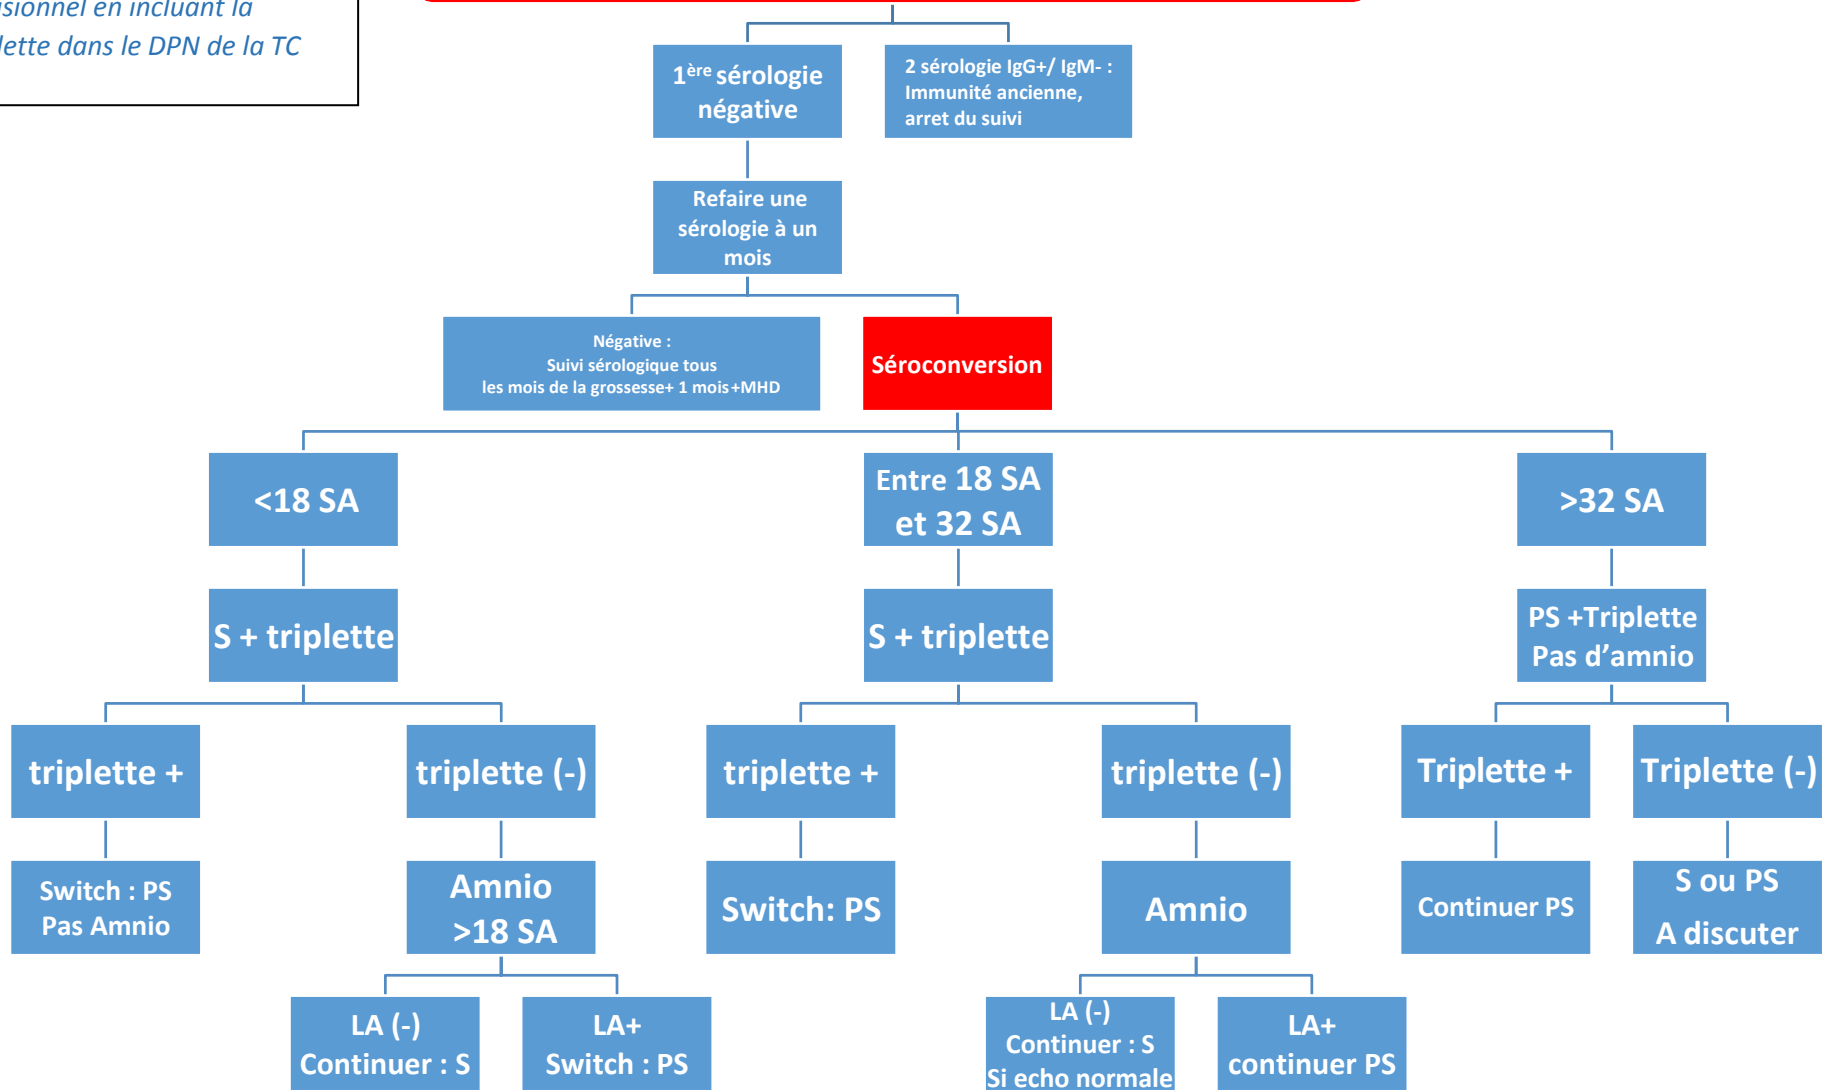 isionnel en incluant la
lette dans le DPN de la TC
1ère sérologie
négative
2 sérologie IgG+/ IgM- :
Immunité ancienne,
arret du suivi
Refaire une
sérologie à un
mois
Négative :
Suivi sérologique tous
les mois de la grossesse+ 1 mois+MHD
Séroconversion
<18 SA
Entre 18 SA
et 32 SA
>32 SA
S + triplette
S + triplette
PS +Triplette
Pas d’amnio
triplette +
triplette (-)
triplette +
triplette (-)
Triplette +
Triplette (-)
Switch : PS
Pas Amnio
Amnio
>18 SA
Switch: PS
Amnio
Continuer PS
S ou PS
A discuter
LA (-)
Continuer : S
LA+
Switch : PS
LA (-)
Continuer : S
Si echo normale
LA+
continuer PS